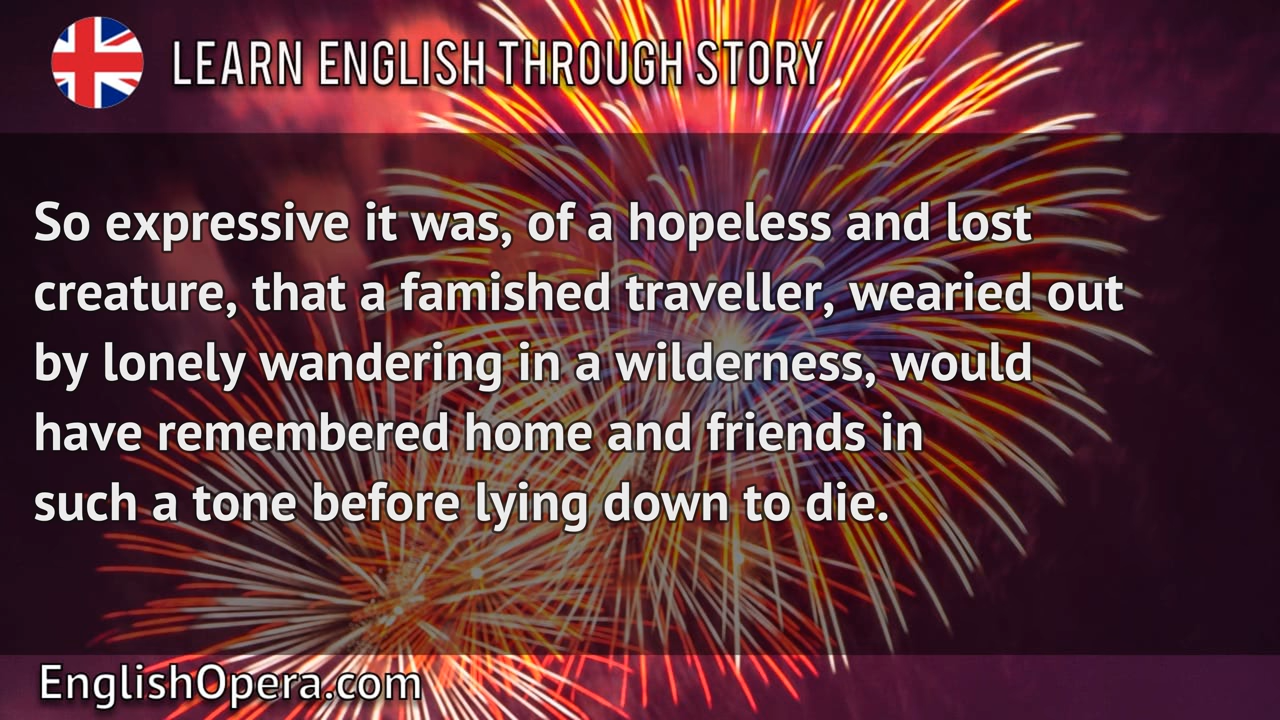 LEARN ENGLISH THROUGH STORY
So expressive it was, of a hopeless and lost
creature, that a famished traveller, wearied out
by lonely wandering in a wilderness, would
have remembered home and friends in
such a tone before lying down to die.
EnglishOpera.com